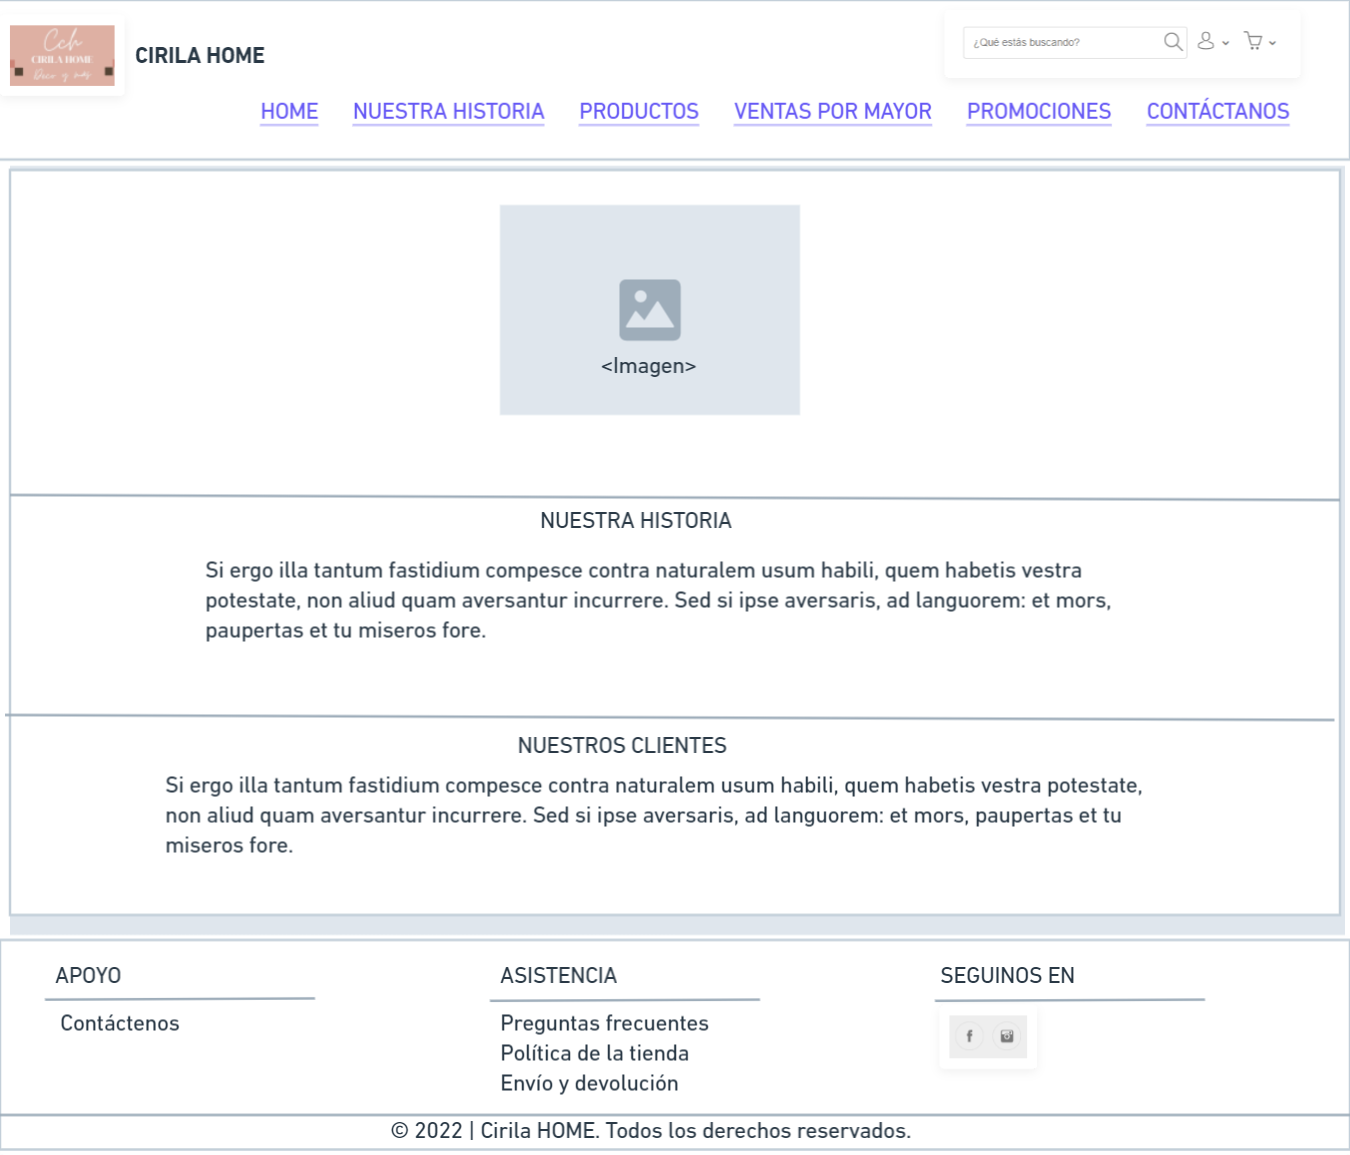 Cch
CIRILA HOME
Deco y más
CIRILA HOME
¿Qué estás buscando?
HOME NUESTRA HISTORIA PRODUCTOS VENTAS POR MAYOR PROMOCIONES CONTÁCTANOS
<Imagen>
NUESTRA HISTORIA
Si ergo illa tantum fastidium compesce contra naturalem usum habili, quem habetis vestra
potestate, non aliud quam aversantur incurrere. Sed si ipse aversaris, ad languorem: et mors,
paupertas et tu miseros fore.
NUESTROS CLIENTES
Si ergo illa tantum fastidium compesce contra naturalem usum habili, quem habetis vestra potestate,
non aliud quam aversantur incurrere. Sed si ipse aversaris, ad languorem: et mors, paupertas et tu
miseros fore.
APOYO
Contáctenos
ASISTENCIA
Preguntas frecuentes
Política de la tienda
Envío y devolución
SEGUINOS EN
© 2022 | Cirila HOME. Todos los derechos reservados.